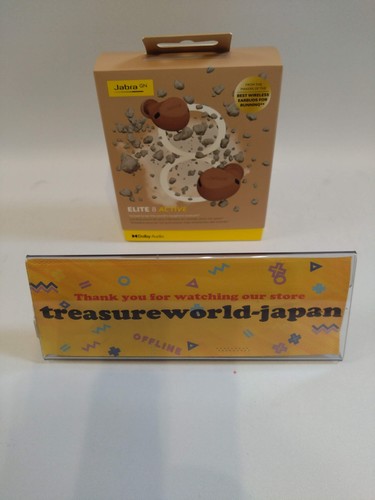 Jabra GN
BEST WIRELESS
EARBUDS FOR
ELITE 8 ACTIVE
Dolby Audio
Thank you for watching our store
treasureworld-japan
OFFLINE